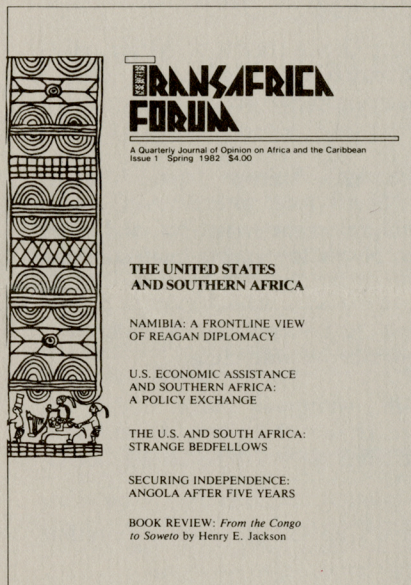 TRANSAFRICA
FORUM
A Quarterly Journal of Opinion on Africa and the Caribbean
Issue 1 Spring 1982 $4.00
THE UNITED STATES
AND SOUTHERN AFRICA
NAMIBIA: A FRONTLINE VIEW
OF REAGAN DIPLOMACY
U.S. ECONOMIC ASSISTANCE
AND SOUTHERN AFRICA:
A POLICY EXCHANGE
THE U.S. AND SOUTH AFRICA:
STRANGE BEDFELLOWS
SECURING INDEPENDENCE:
ANGOLA AFTER FIVE YEARS
BOOK REVIEW: From the Congo
to Soweto by Henry E. Jackson